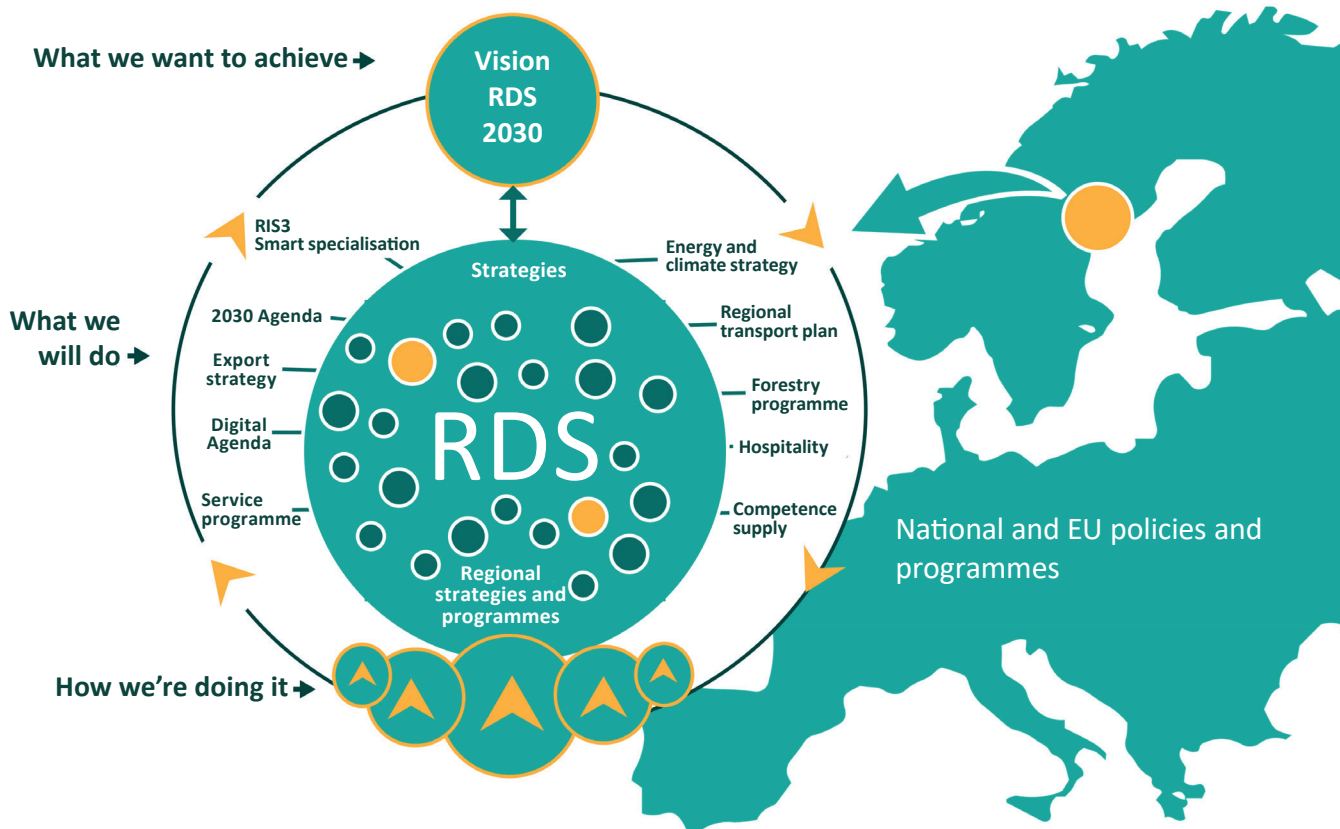 What we want to achieve
Vision
RDS
2030
RIS3
Smart specialisation
Strategies
Energy and
climate strategy
What we
will do
2030 Agenda
Regional
transport plan
Export
strategy
Forestry
programme
Digital
Agenda
RDS
Hospitality
Service
programme
Competence
supply
National and EU policies and
programmes
Regional
strategies and
programmes
How we're doing it